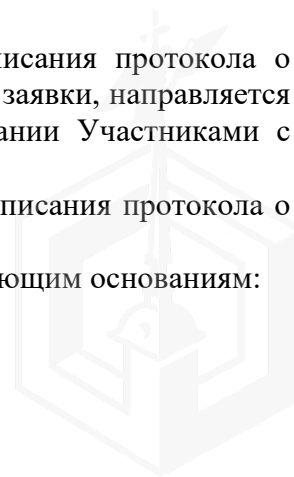 писания протокола о
заявки, направляется
ании Участниками с
писания протокола о
ющим основаниям: